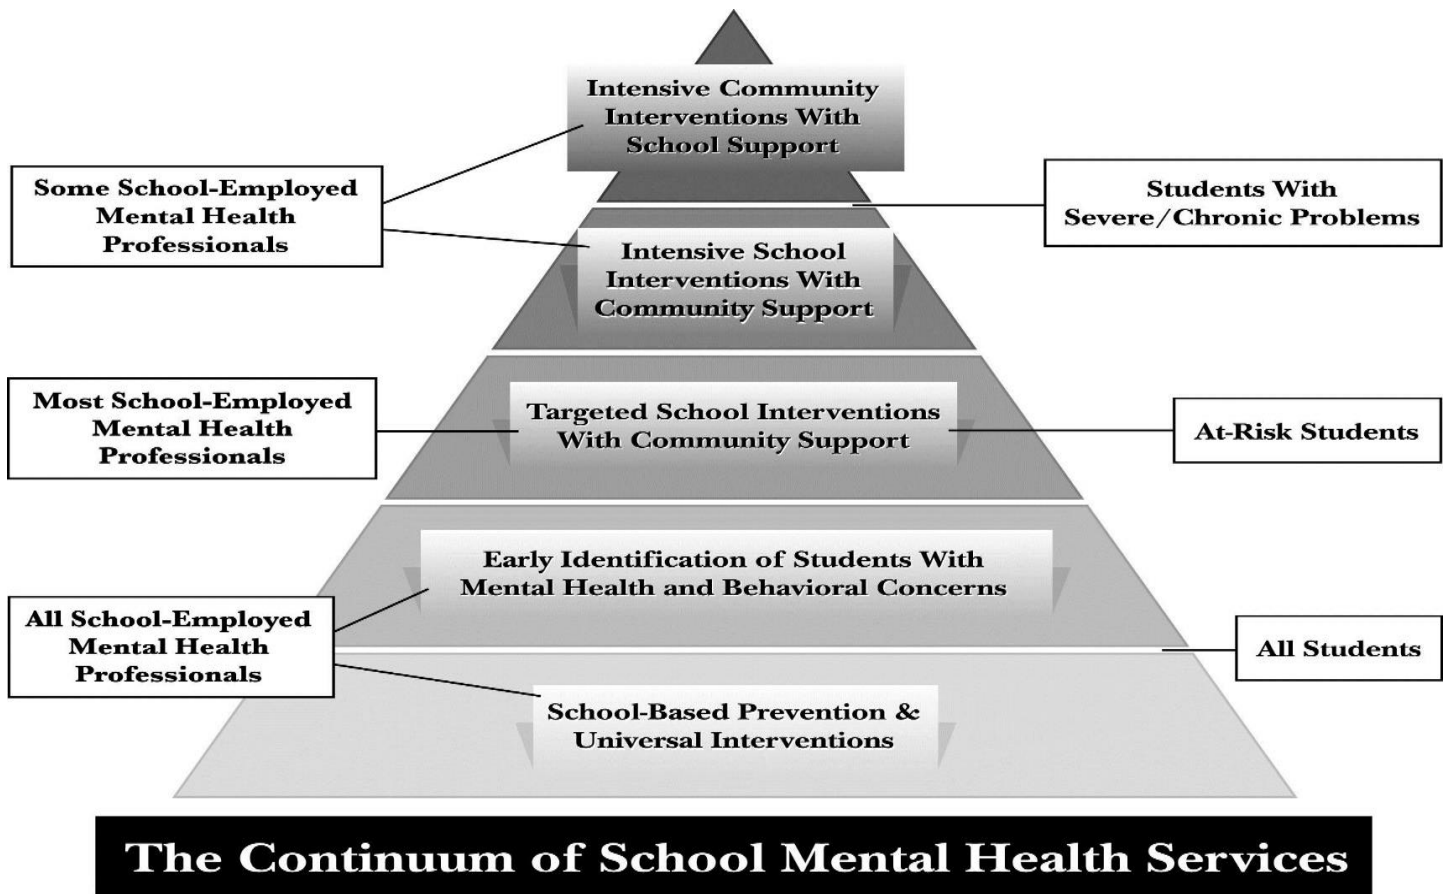 Intensive Community
Interventions With
School Support
Some School-Employed
Mental Health
Professionals
Students With
Severe/Chronic Problems
Intensive School
Interventions With
Community Support
Most School-Employed
Mental Health
Professionals
Targeted School Interventions
With Community Support
At-Risk Students
Early Identification of Students With
Mental Health and Behavioral Concerns
All School-Employed
Mental Health
Professionals
All Students
School-Based Prevention &
Universal Interventions
The Continuum of School Mental Health Services